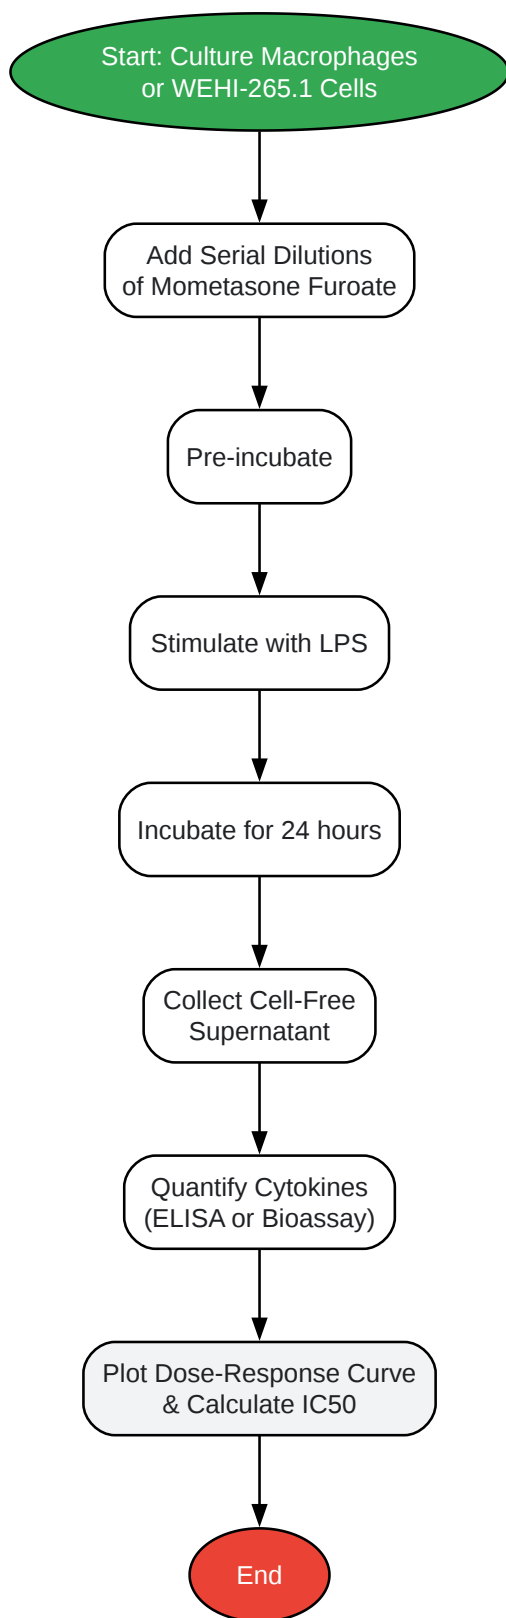 Start: Culture Macrophages
or WEHI-265.1 Cells
Add Serial Dilutions
of Mometasone Furoate
Pre-incubate
Stimulate with LPS
Incubate for 24 hours
Collect Cell-Free
Supernatant
Quantify Cytokines
(ELISA or Bioassay)
Plot Dose-Response Curve
& Calculate IC50
End